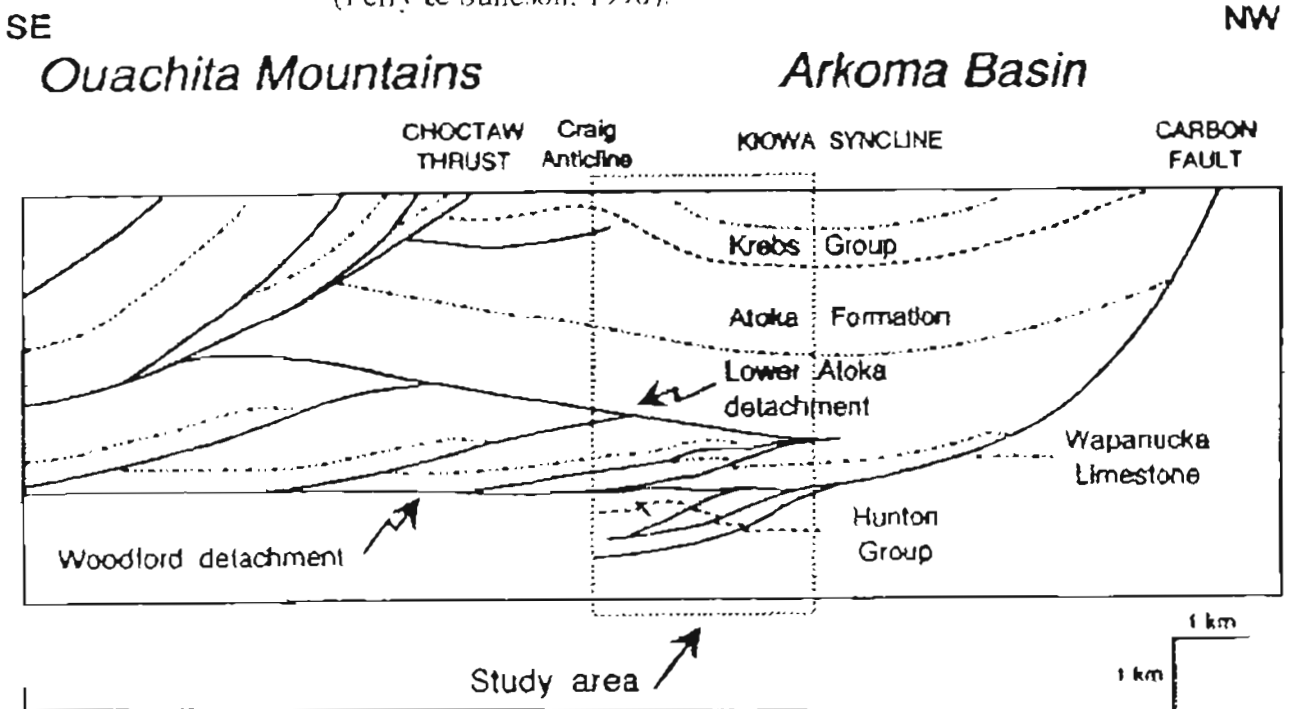 SE
NW
Ouachita Mountains
Arkoma Basin
CHOCTAW
THRUST
Craig
Anticline
KIOWA SYNCLINE
CARBON
FAULT
Krebs Group
Atoka Formation
Lower Atoka
detachment
Wapanucka
Limestone
Woodford detachment
Hunton
Group
Study area
1 km
1 km